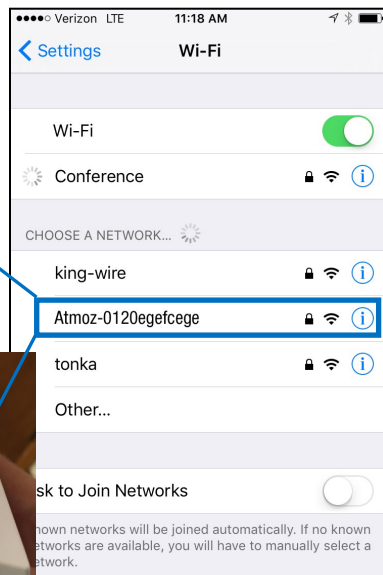 Verizon LTE 11:18 AM
Settings Wi-Fi
Wi-Fi
Conference
CHOOSE A NETWORK...
king-wire
Atmoz-0120egefcege
tonka
Other...
sk to Join Networks
nown networks will be joined automatically. If no known
etworks are available, you will have to manually select a
etwork.